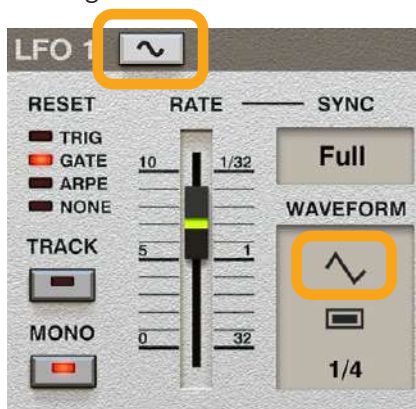 LFO 1
RESET
RATE
SYNC
TRIG
GATE
ARPE
NONE
10
1/32
Full
WAVEFORM
TRACK
5
1
MONO
0
32
1/4